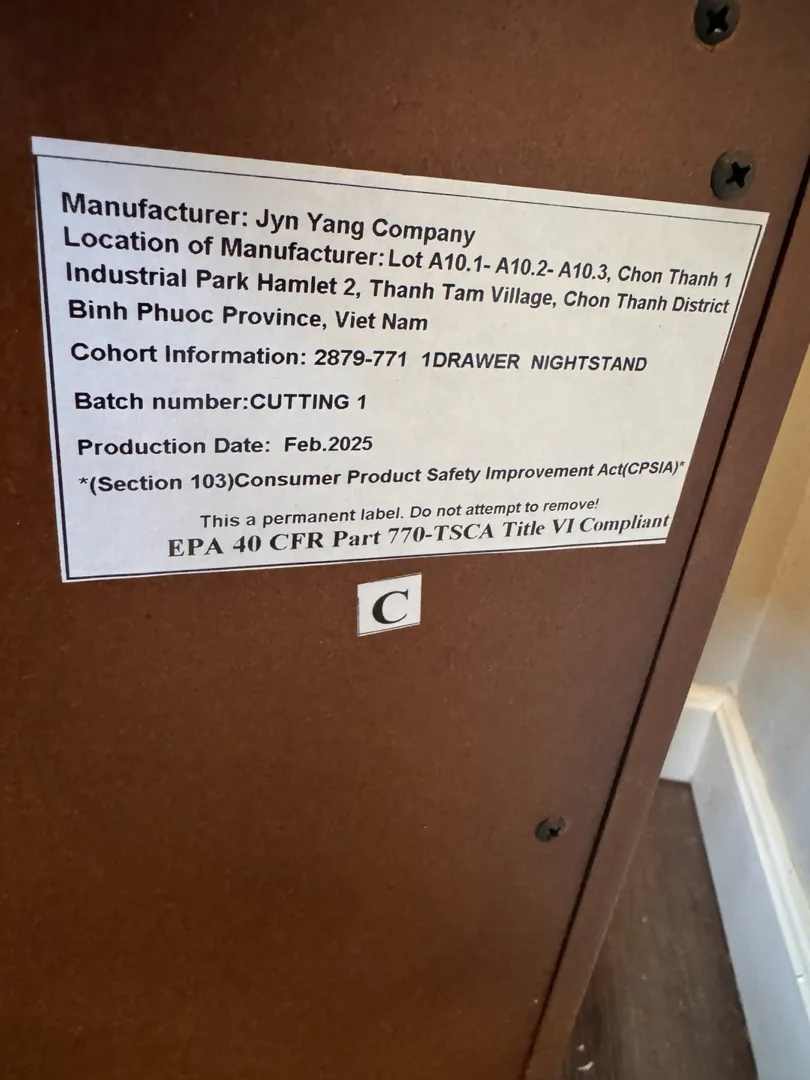 Manufacturer: Jyn Yang Company
Location of Manufacturer: Lot A10.1- A10.2- A10.3, Chon Thanh 1
Industrial Park Hamlet 2, Thanh Tam Village, Chon Thanh District
Binh Phuoc Province, Viet Nam
Cohort Information: 2879-771 1DRAWER NIGHTSTAND
Batch number:CUTTING 1
Production Date: Feb.2025
*(Section 103)Consumer Product Safety Improvement Act(CPSIA)*
This a permanent label. Do not attempt to remove!
EPA 40 CFR Part 770-TSCA Title VI Compliant
C